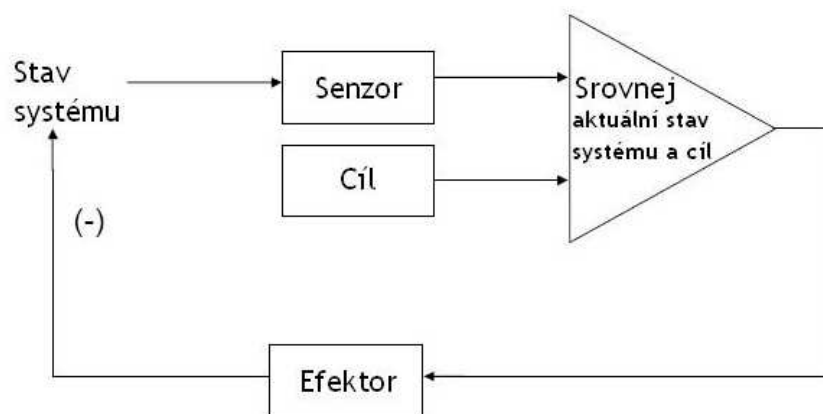 Stav
systému
Senzor
Srovnej
aktuální stav
systému a cíl
Cíl
(-)
Efektor